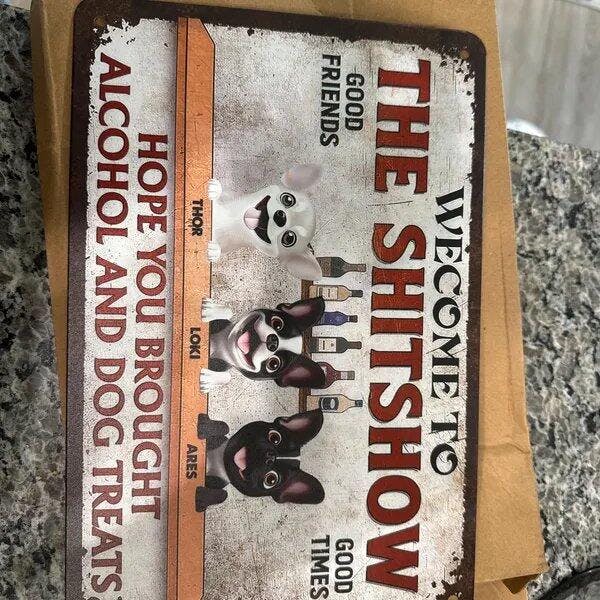 WECOME TO
THE SHITSHOW
GOOD
FRIENDS
GOOD
TIMES
THOR
LOKI
ARES
HOPE YOU BROUGHT
ALCOHOL AND DOG TREATS